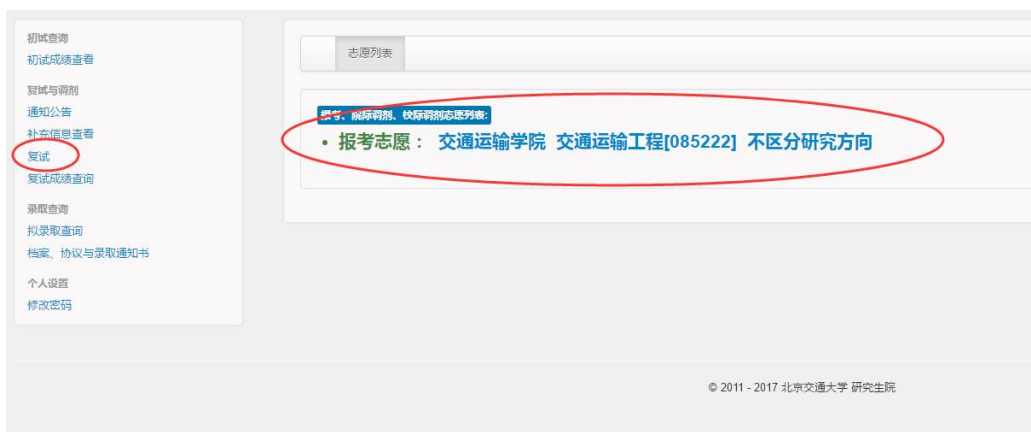 初试查询
初试成绩查看
复试与调剂
通知公告
补充信息查看
复试
复试成绩查询
录取查询
拟录取查询
档案、协议与录取通知书
个人设置
修改密码
志愿列表
报考、院际调剂、校际调剂志愿列表:
• 报考志愿： 交通运输学院 交通运输工程[085222] 不区分研究方向
© 2011 - 2017 北京交通大学 研究生院